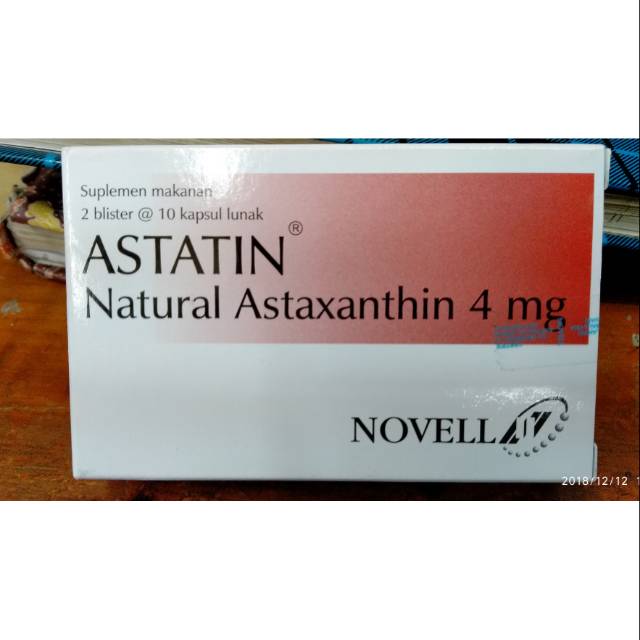 Suplemen makanan
2 blister @ 10 kapsul lunak
ASTATIN®
Natural Astaxanthin 4 mg
NOVELL
2018/12/12